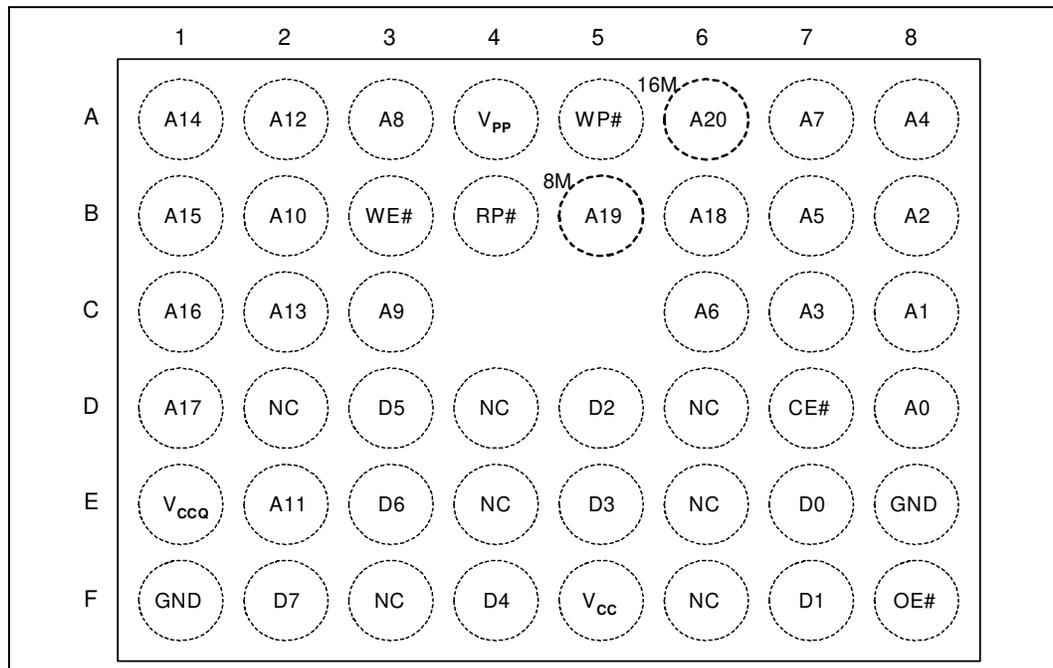 1 2 3 4 5 6 7 8
16M
A A14 A12 A8 VPP WP# A20 A7 A4
8M
B A15 A10 WE# RP# A19 A18 A5 A2
C A16 A13 A9 A6 A3 A1
D A17 NC D5 NC D2 NC CE# A0
E VCCQ A11 D6 NC D3 NC D0 GND
F GND D7 NC D4 VCC NC D1 OE#